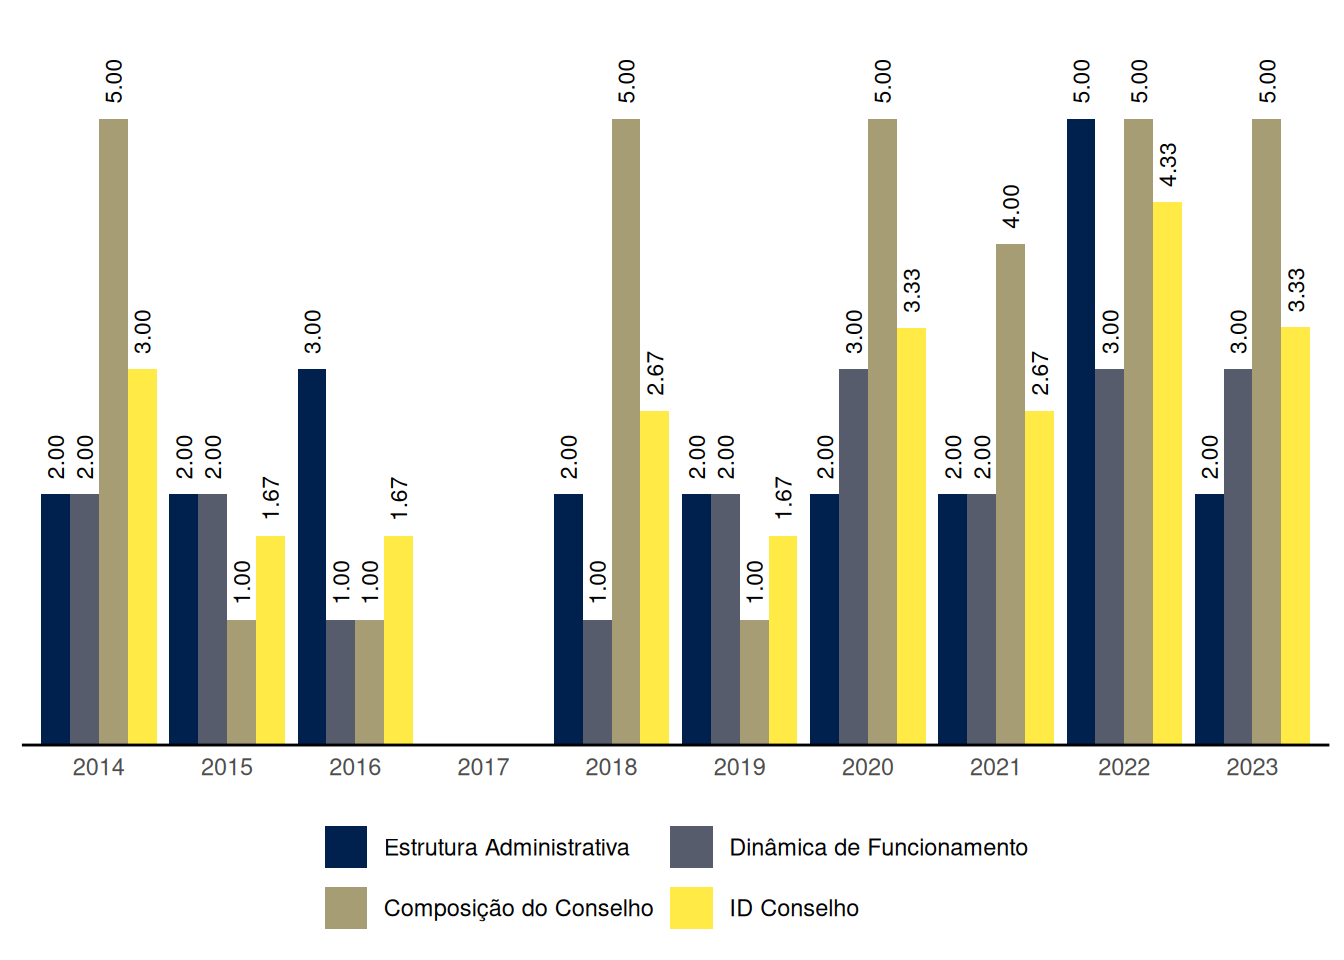 2.00 2.00 5.00 3.00
2.00 2.00 1.00 1.67
3.00 1.00 1.00 1.67
2.00 1.00 5.00 2.67
2.00 2.00 1.00 1.67
2.00 3.00 5.00 3.33
2.00 2.00 4.00 2.67
5.00 3.00 5.00 4.33
2.00 3.00 5.00 3.33
2014 2015 2016 2017 2018 2019 2020 2021 2022 2023
Estrutura Administrativa Dinâmica de Funcionamento
Composição do Conselho ID Conselho